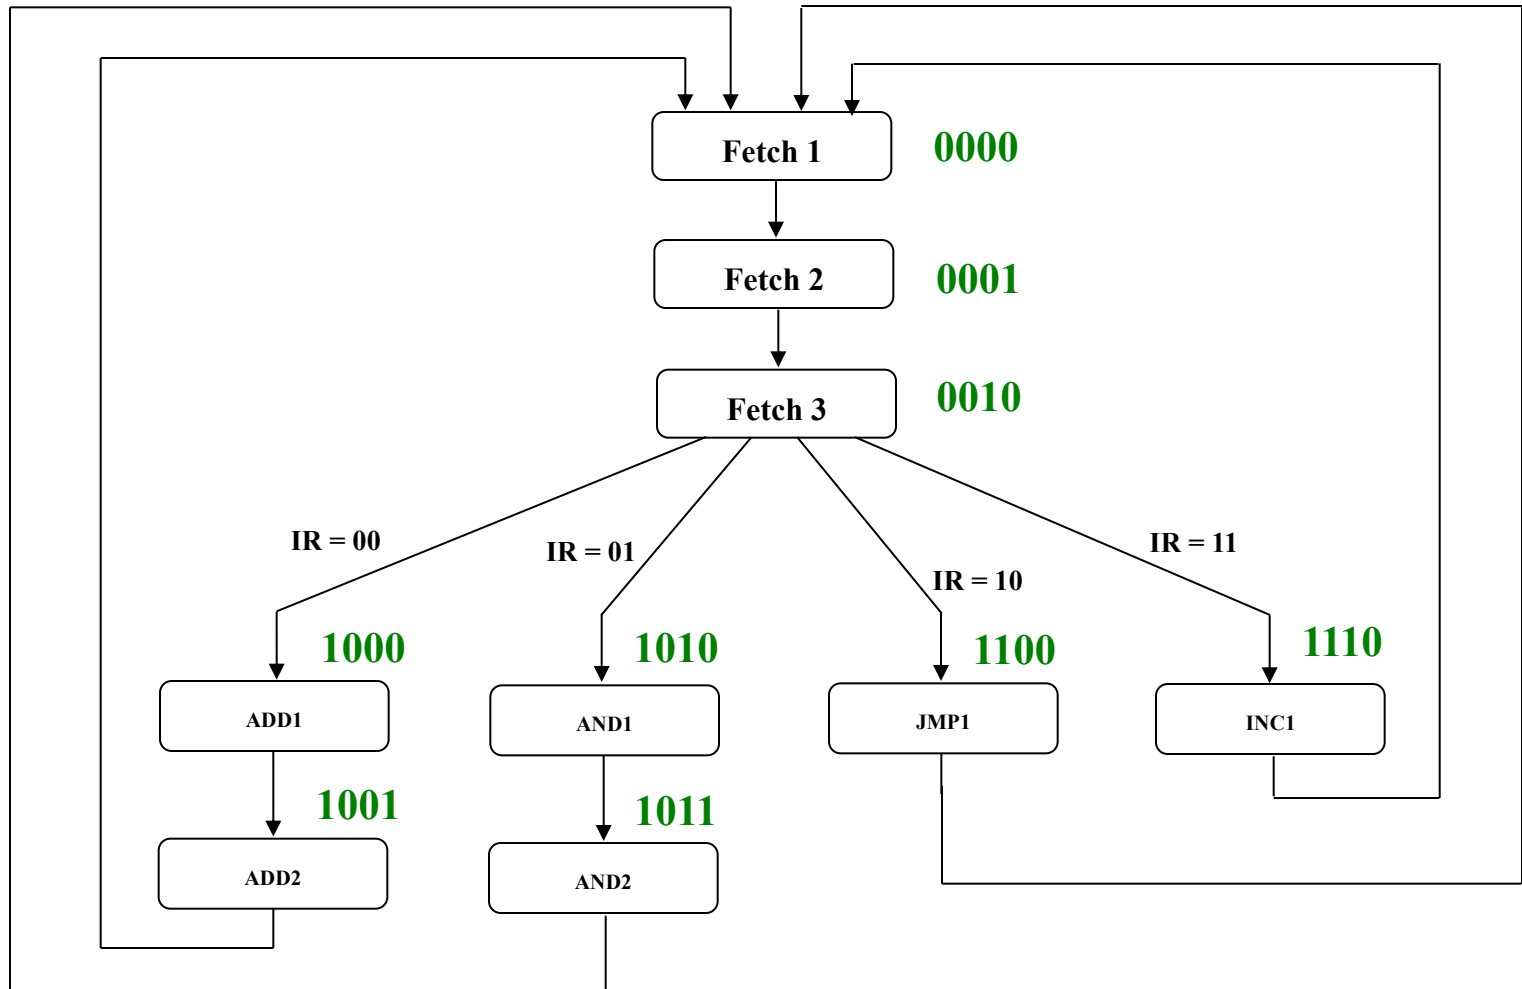 Fetch 1
0000
Fetch 2
0001
Fetch 3
0010
IR = 00
IR = 01
IR = 10
IR = 11
1000
1010
1100
1110
ADD1
AND1
JMP1
INC1
1001
1011
ADD2
AND2